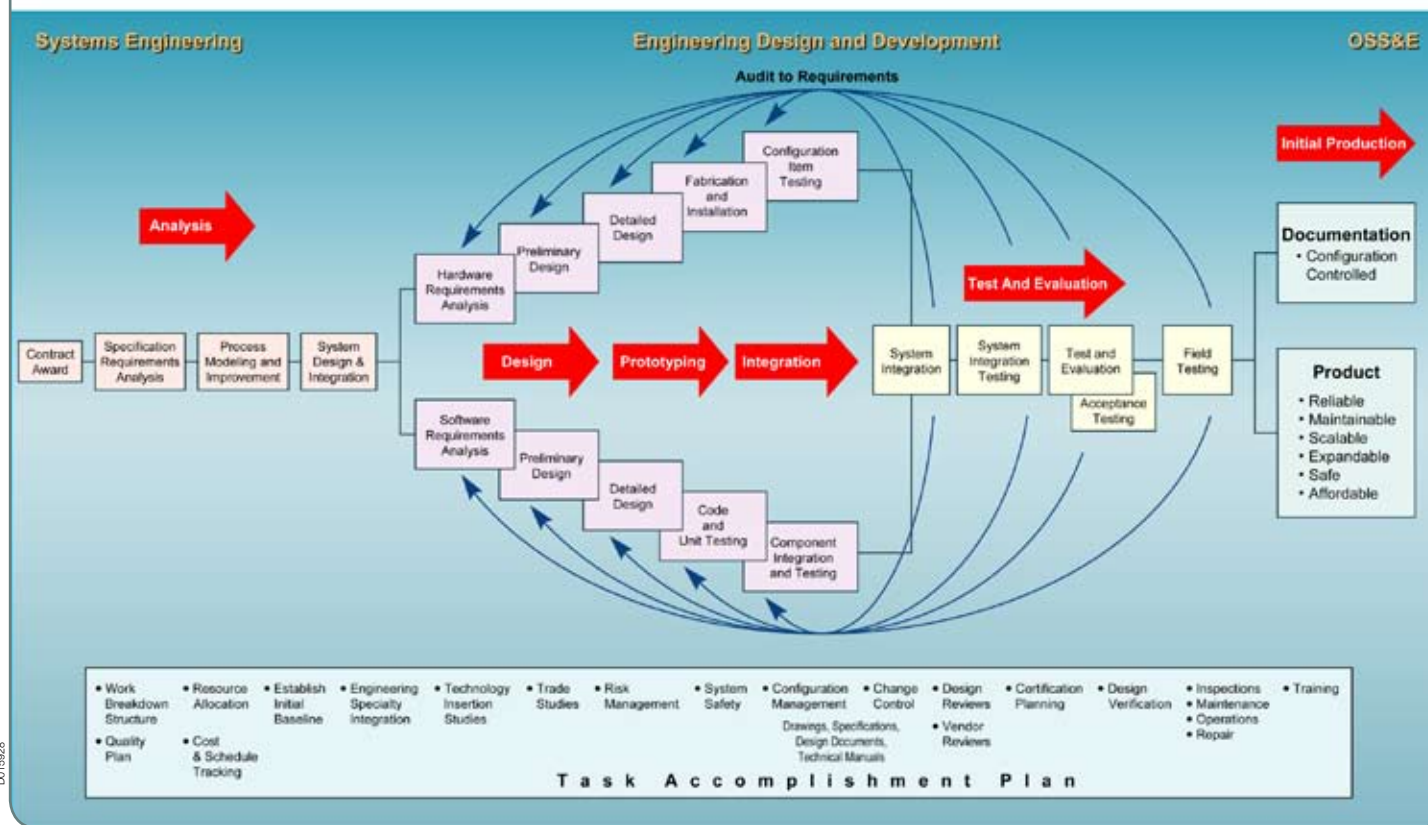 Systems Engineering
Engineering Design and Development
OSS&E
Audit to Requirements
Initial Production
Analysis
Configuration
Item
Testing
Fabrication
and
Installation
Detailed
Design
Preliminary
Design
Hardware
Requirements
Analysis
Documentation
• Configuration
Controlled
Test And Evaluation
Contract
Award
Specification
Requirements
Analysis
Process
Modeling and
Improvement
System
Design &
Integration
Design
Prototyping
Integration
System
Integration
System
Integration
Testing
Test and
Evaluation
Acceptance
Testing
Field
Testing
Product
• Reliable
• Maintainable
• Scalable
• Expandable
• Safe
• Affordable
Software
Requirements
Analysis
Preliminary
Design
Detailed
Design
Code
and
Unit Testing
Component
Integration
and Testing
• Work
Breakdown
Structure
• Quality
Plan
• Resource
Allocation
• Cost
& Schedule
Tracking
• Establish
Initial
Baseline
• Engineering
Specialty
Integration
• Technology
Insertion
Studies
• Trade
Studies
• Risk
Management
• System
Safety
• Configuration
Management
Drawings, Specifications,
Design Documents,
Technical Manuals
• Change
Control
• Design
Reviews
• Vendor
Reviews
• Certification
Planning
• Design
Verification
• Inspections
• Maintenance
• Operations
• Repair
• Training
Task Accomplishment Plan